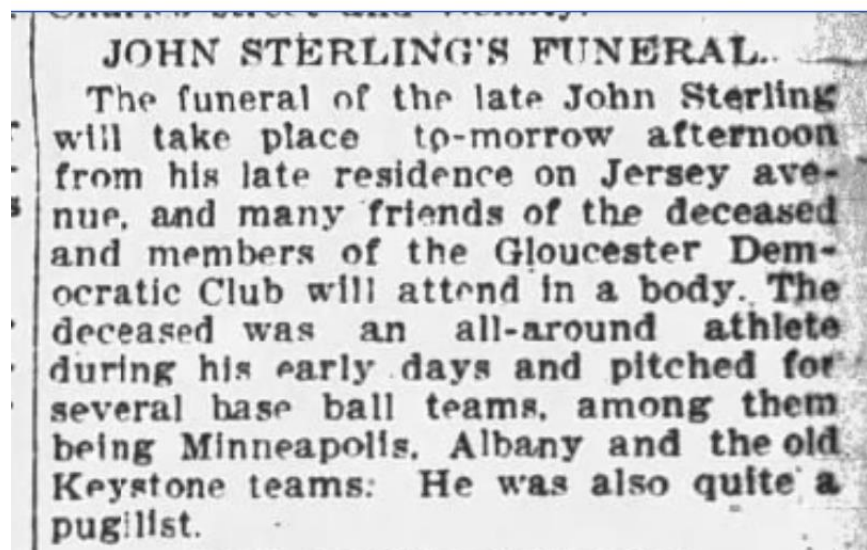 JOHN STERLING'S FUNERAL.
The funeral of the late John Sterling
will take place to-morrow afternoon
from his late residence on Jersey ave-
nue, and many friends of the deceased
and members of the Gloucester Dem-
ocratic Club will attend in a body. The
deceased was an all-around athlete
during his early days and pitched for
several base ball teams, among them
being Minneapolis, Albany and the old
Keystone teams. He was also quite a
pugilist.